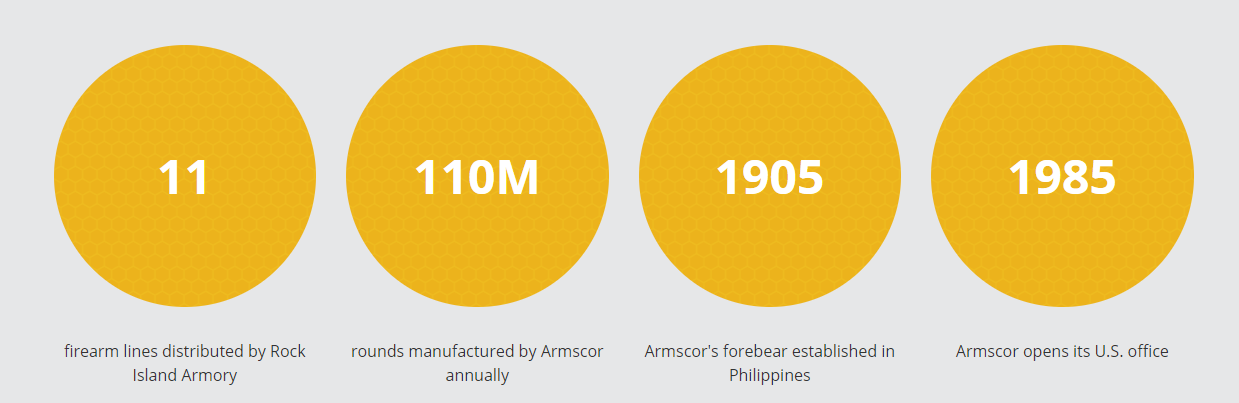 11
firearm lines distributed by Rock
Island Armory
110M
rounds manufactured by Armscor
annually
1905
Armscor's forebear established in
Philippines
1985
Armscor opens its U.S. office